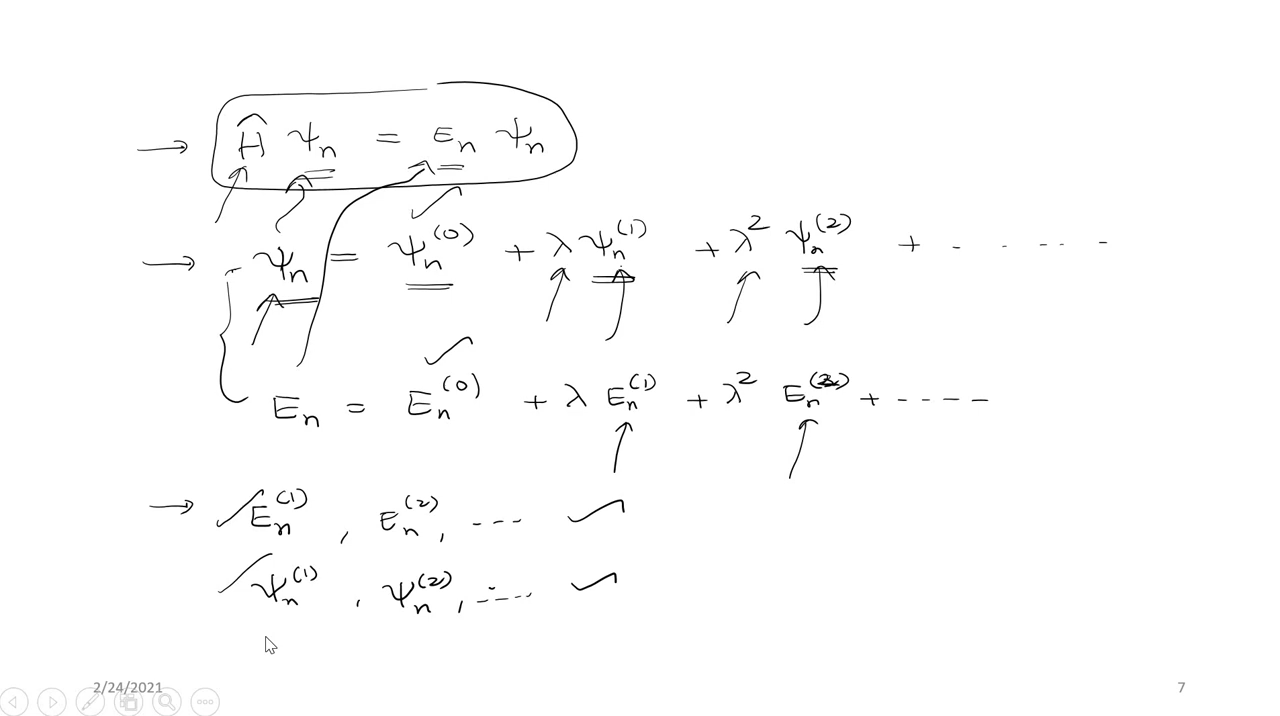 → Ĥ ψₙ = Eₙ ψₙ
→ ψₙ = ψₙ⁽⁰⁾ + λ ψₙ⁽¹⁾ + λ² ψₙ⁽²⁾ + - - - - -
Eₙ = Eₙ⁽⁰⁾ + λ Eₙ⁽¹⁾ + λ² Eₙ⁽²⁾ + - - - -
→ Eₙ⁽¹⁾ , Eₙ⁽²⁾ , - - -
ψₙ⁽¹⁾ , ψₙ⁽²⁾ , - - - -
2/24/2021 7